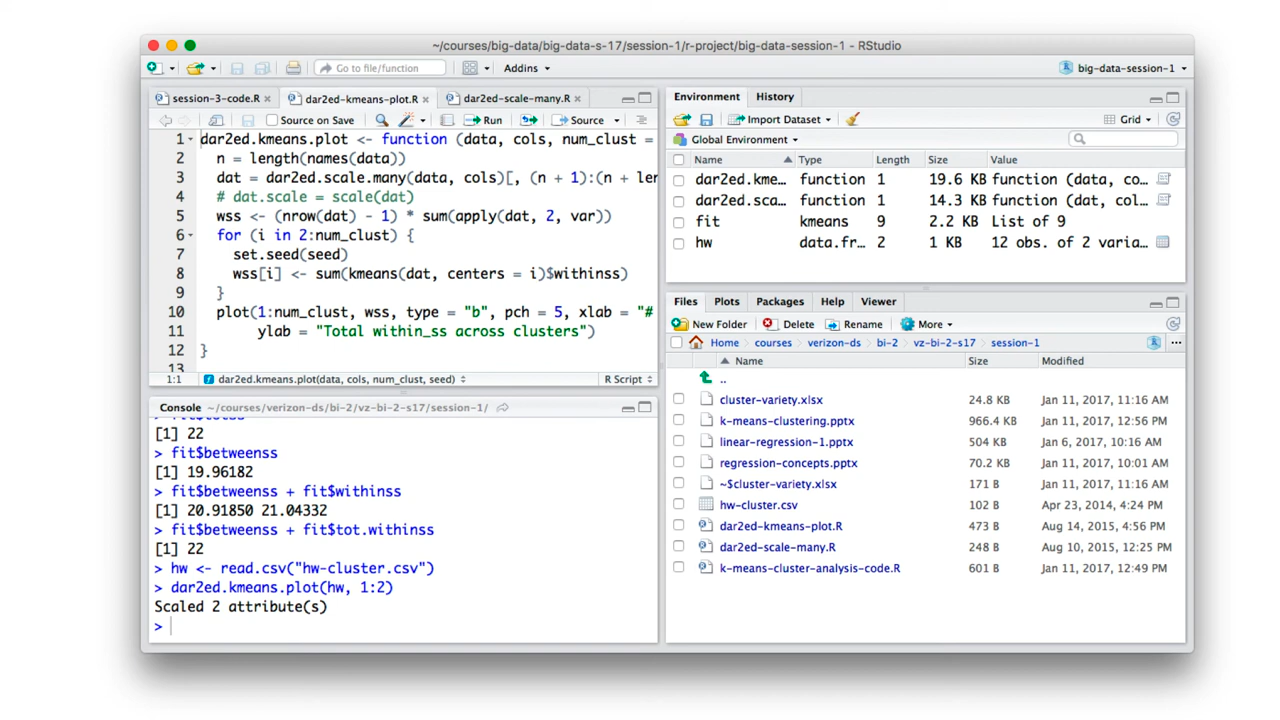 ~/courses/big-data/big-data-s-17/session-1/r-project/big-data-session-1 - RStudio
Go to file/function
Addins
big-data-session-1
session-3-code.R
dar2ed-kmeans-plot.R
dar2ed-scale-many.R
Source on Save
Run
Source
1 dar2ed.kmeans.plot <- function (data, cols, num_clust =
2 n = length(names(data))
3 dat = dar2ed.scale.many(data, cols)[, (n + 1):(n + len
4 # dat.scale = scale(dat)
5 wss <- (nrow(dat) - 1) * sum(apply(dat, 2, var))
6 for (i in 2:num_clust) {
7 set.seed(seed)
8 wss[i] <- sum(kmeans(dat, centers = i)$withinss)
9 }
10 plot(1:num_clust, wss, type = "b", pch = 5, xlab = "#
11 ylab = "Total within_ss across clusters")
12 }
13
1:1 dar2ed.kmeans.plot(data, cols, num_clust, seed) R Script
Console ~/courses/verizon-ds/bi-2/vz-bi-2-s17/session-1/
[1] 22
> fit$betweenss
[1] 19.96182
> fit$betweenss + fit$withinss
[1] 20.91850 21.04332
> fit$betweenss + fit$tot.withinss
[1] 22
> hw <- read.csv("hw-cluster.csv")
> dar2ed.kmeans.plot(hw, 1:2)
Scaled 2 attribute(s)
>
Environment History
Import Dataset
Grid
Global Environment
Name Type Length Size Value
dar2ed.kme… function 1 19.6 KB function (data, co…
dar2ed.sca… function 1 14.3 KB function (dat, col…
fit kmeans 9 2.2 KB List of 9
hw data.fr… 2 1 KB 12 obs. of 2 varia…
Files Plots Packages Help Viewer
New Folder Delete Rename More
Home courses verizon-ds bi-2 vz-bi-2-s17 session-1
Name Size Modified
..
cluster-variety.xlsx 24.8 KB Jan 11, 2017, 11:16 AM
k-means-clustering.pptx 966.4 KB Jan 11, 2017, 12:56 PM
linear-regression-1.pptx 504 KB Jan 6, 2017, 10:16 AM
regression-concepts.pptx 70.2 KB Jan 11, 2017, 10:01 AM
~$cluster-variety.xlsx 171 B Jan 11, 2017, 11:16 AM
hw-cluster.csv 102 B Apr 23, 2014, 4:24 PM
dar2ed-kmeans-plot.R 473 B Aug 14, 2015, 4:56 PM
dar2ed-scale-many.R 248 B Aug 10, 2015, 12:25 PM
k-means-cluster-analysis-code.R 601 B Jan 11, 2017, 12:49 PM